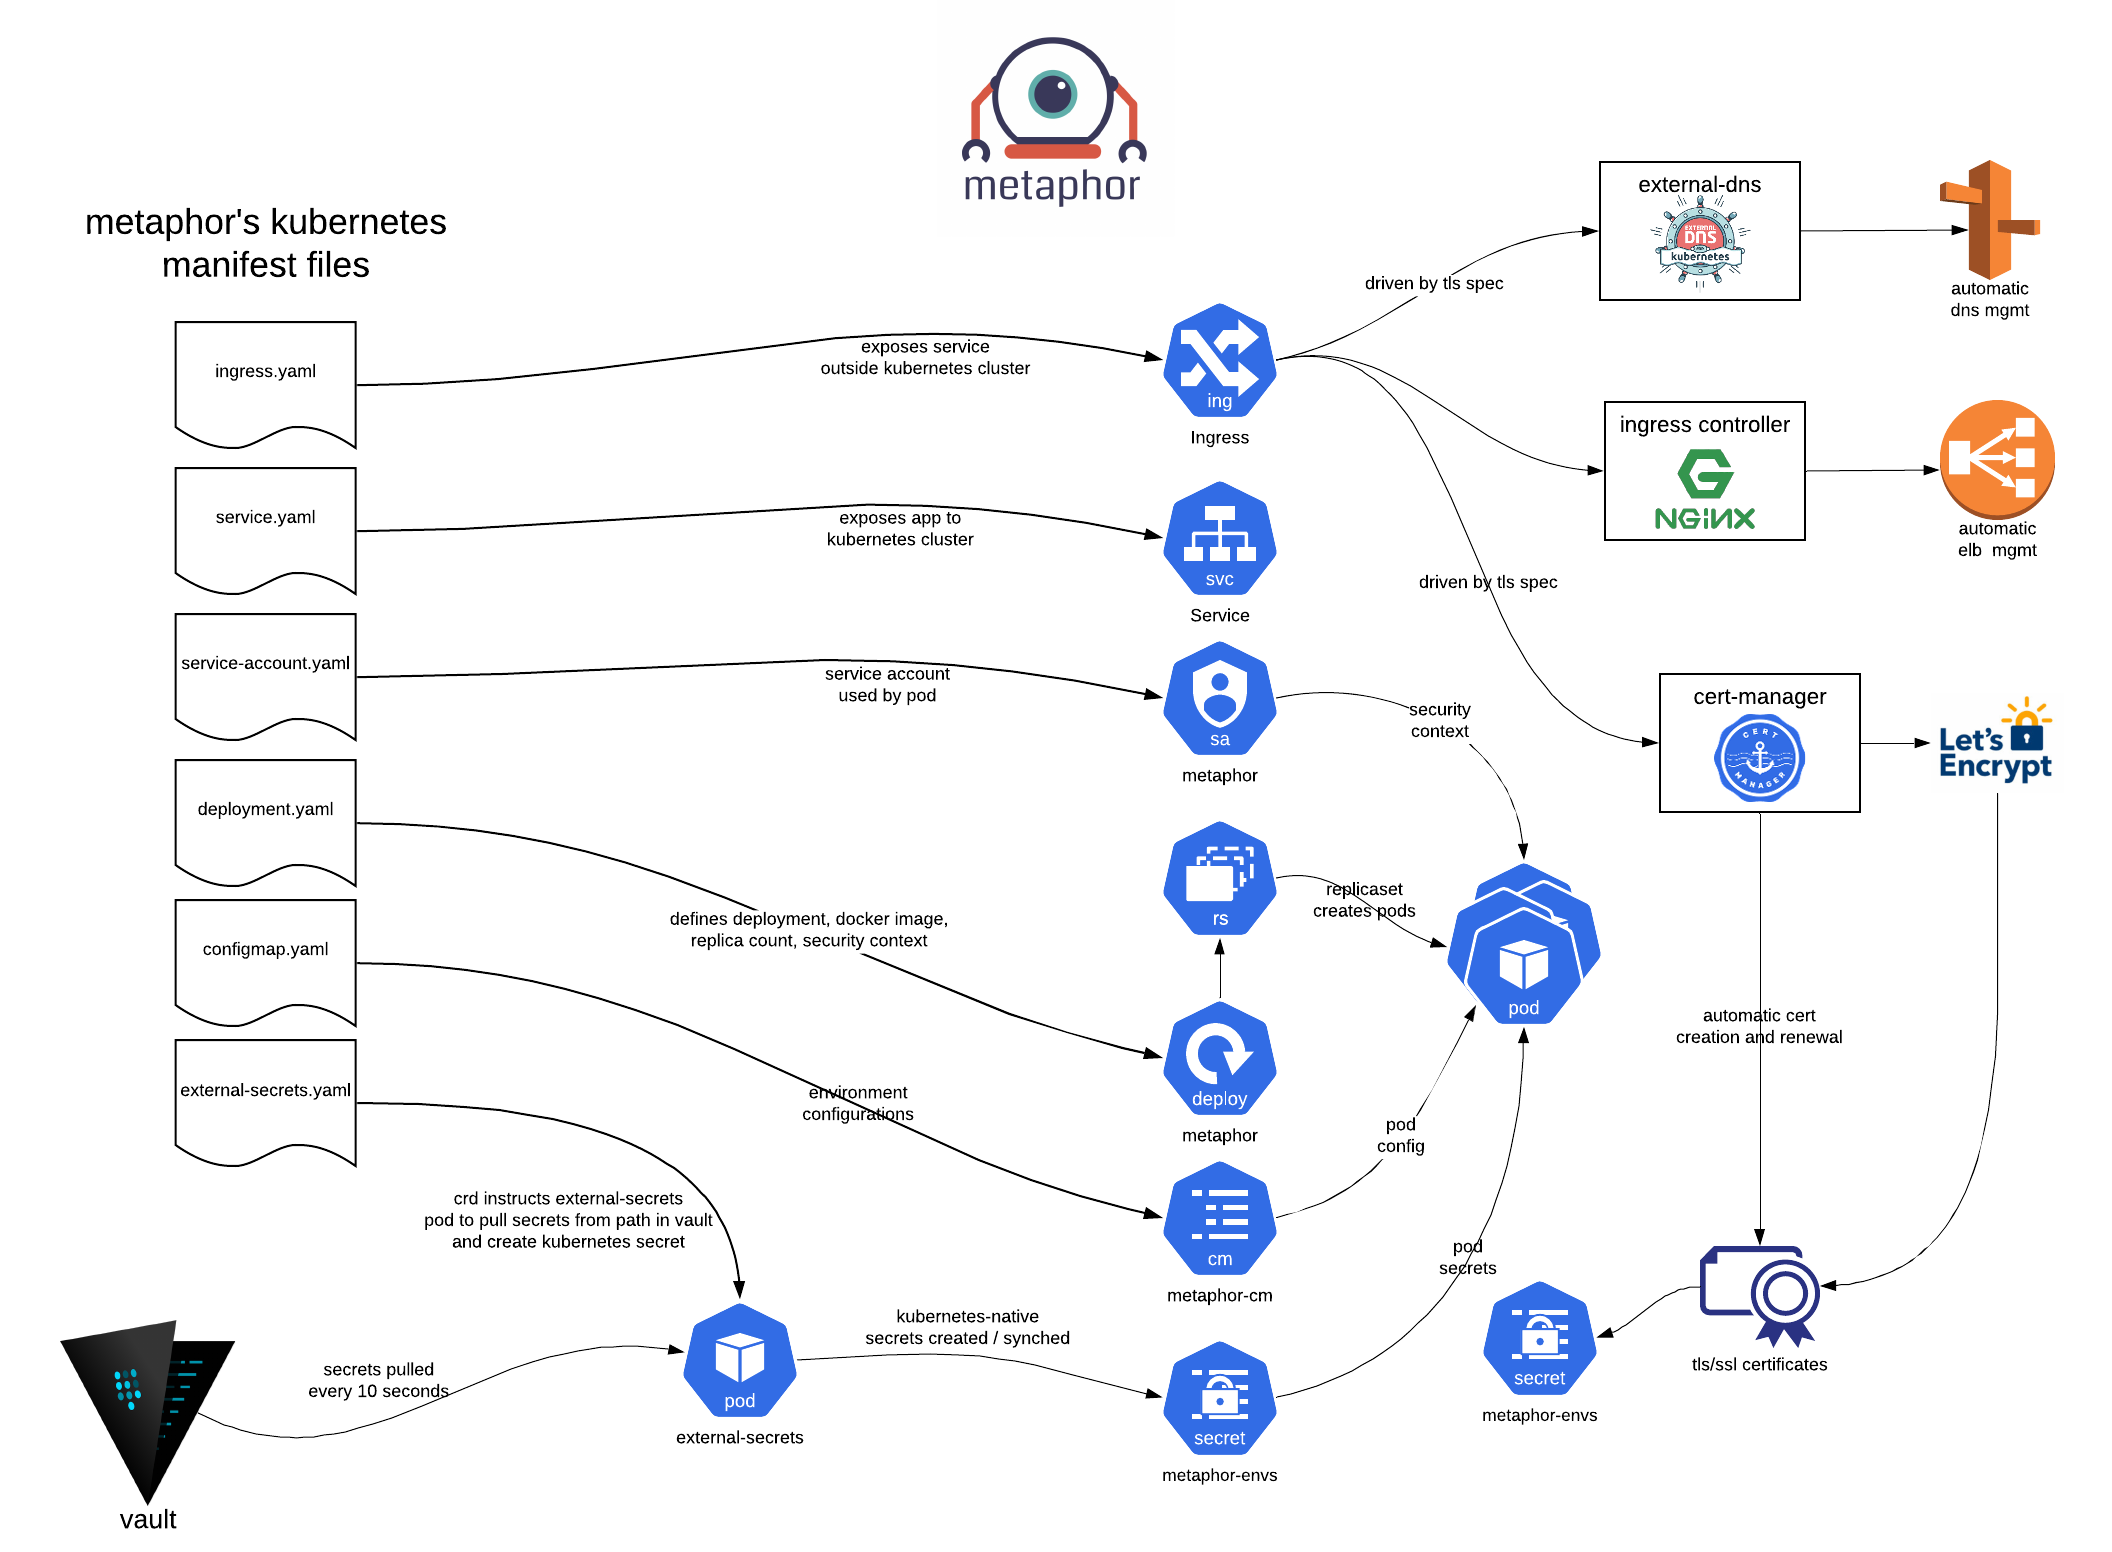 metaphor
metaphor's kubernetes
manifest files
ingress.yaml
service.yaml
service-account.yaml
deployment.yaml
configmap.yaml
external-secrets.yaml
exposes service
outside kubernetes cluster
exposes app to
kubernetes cluster
service account
used by pod
defines deployment, docker image,
replica count, security context
environment
configurations
crd instructs external-secrets
pod to pull secrets from path in vault
and create kubernetes secret
secrets pulled
every 10 seconds
vault
pod
external-secrets
kubernetes-native
secrets created / synched
ing
Ingress
svc
Service
sa
metaphor
rs
deploy
metaphor
cm
metaphor-cm
secret
metaphor-envs
driven by tls spec
driven by tls spec
security
context
replicaset
creates pods
pod
pod
config
pod
secrets
external-dns
EXTERNAL
DNS
kubernetes
automatic
dns mgmt
ingress controller
NGINX
automatic
elb mgmt
cert-manager
CERT
MANAGER
Let's
Encrypt
automatic cert
creation and renewal
tls/ssl certificates
secret
metaphor-envs